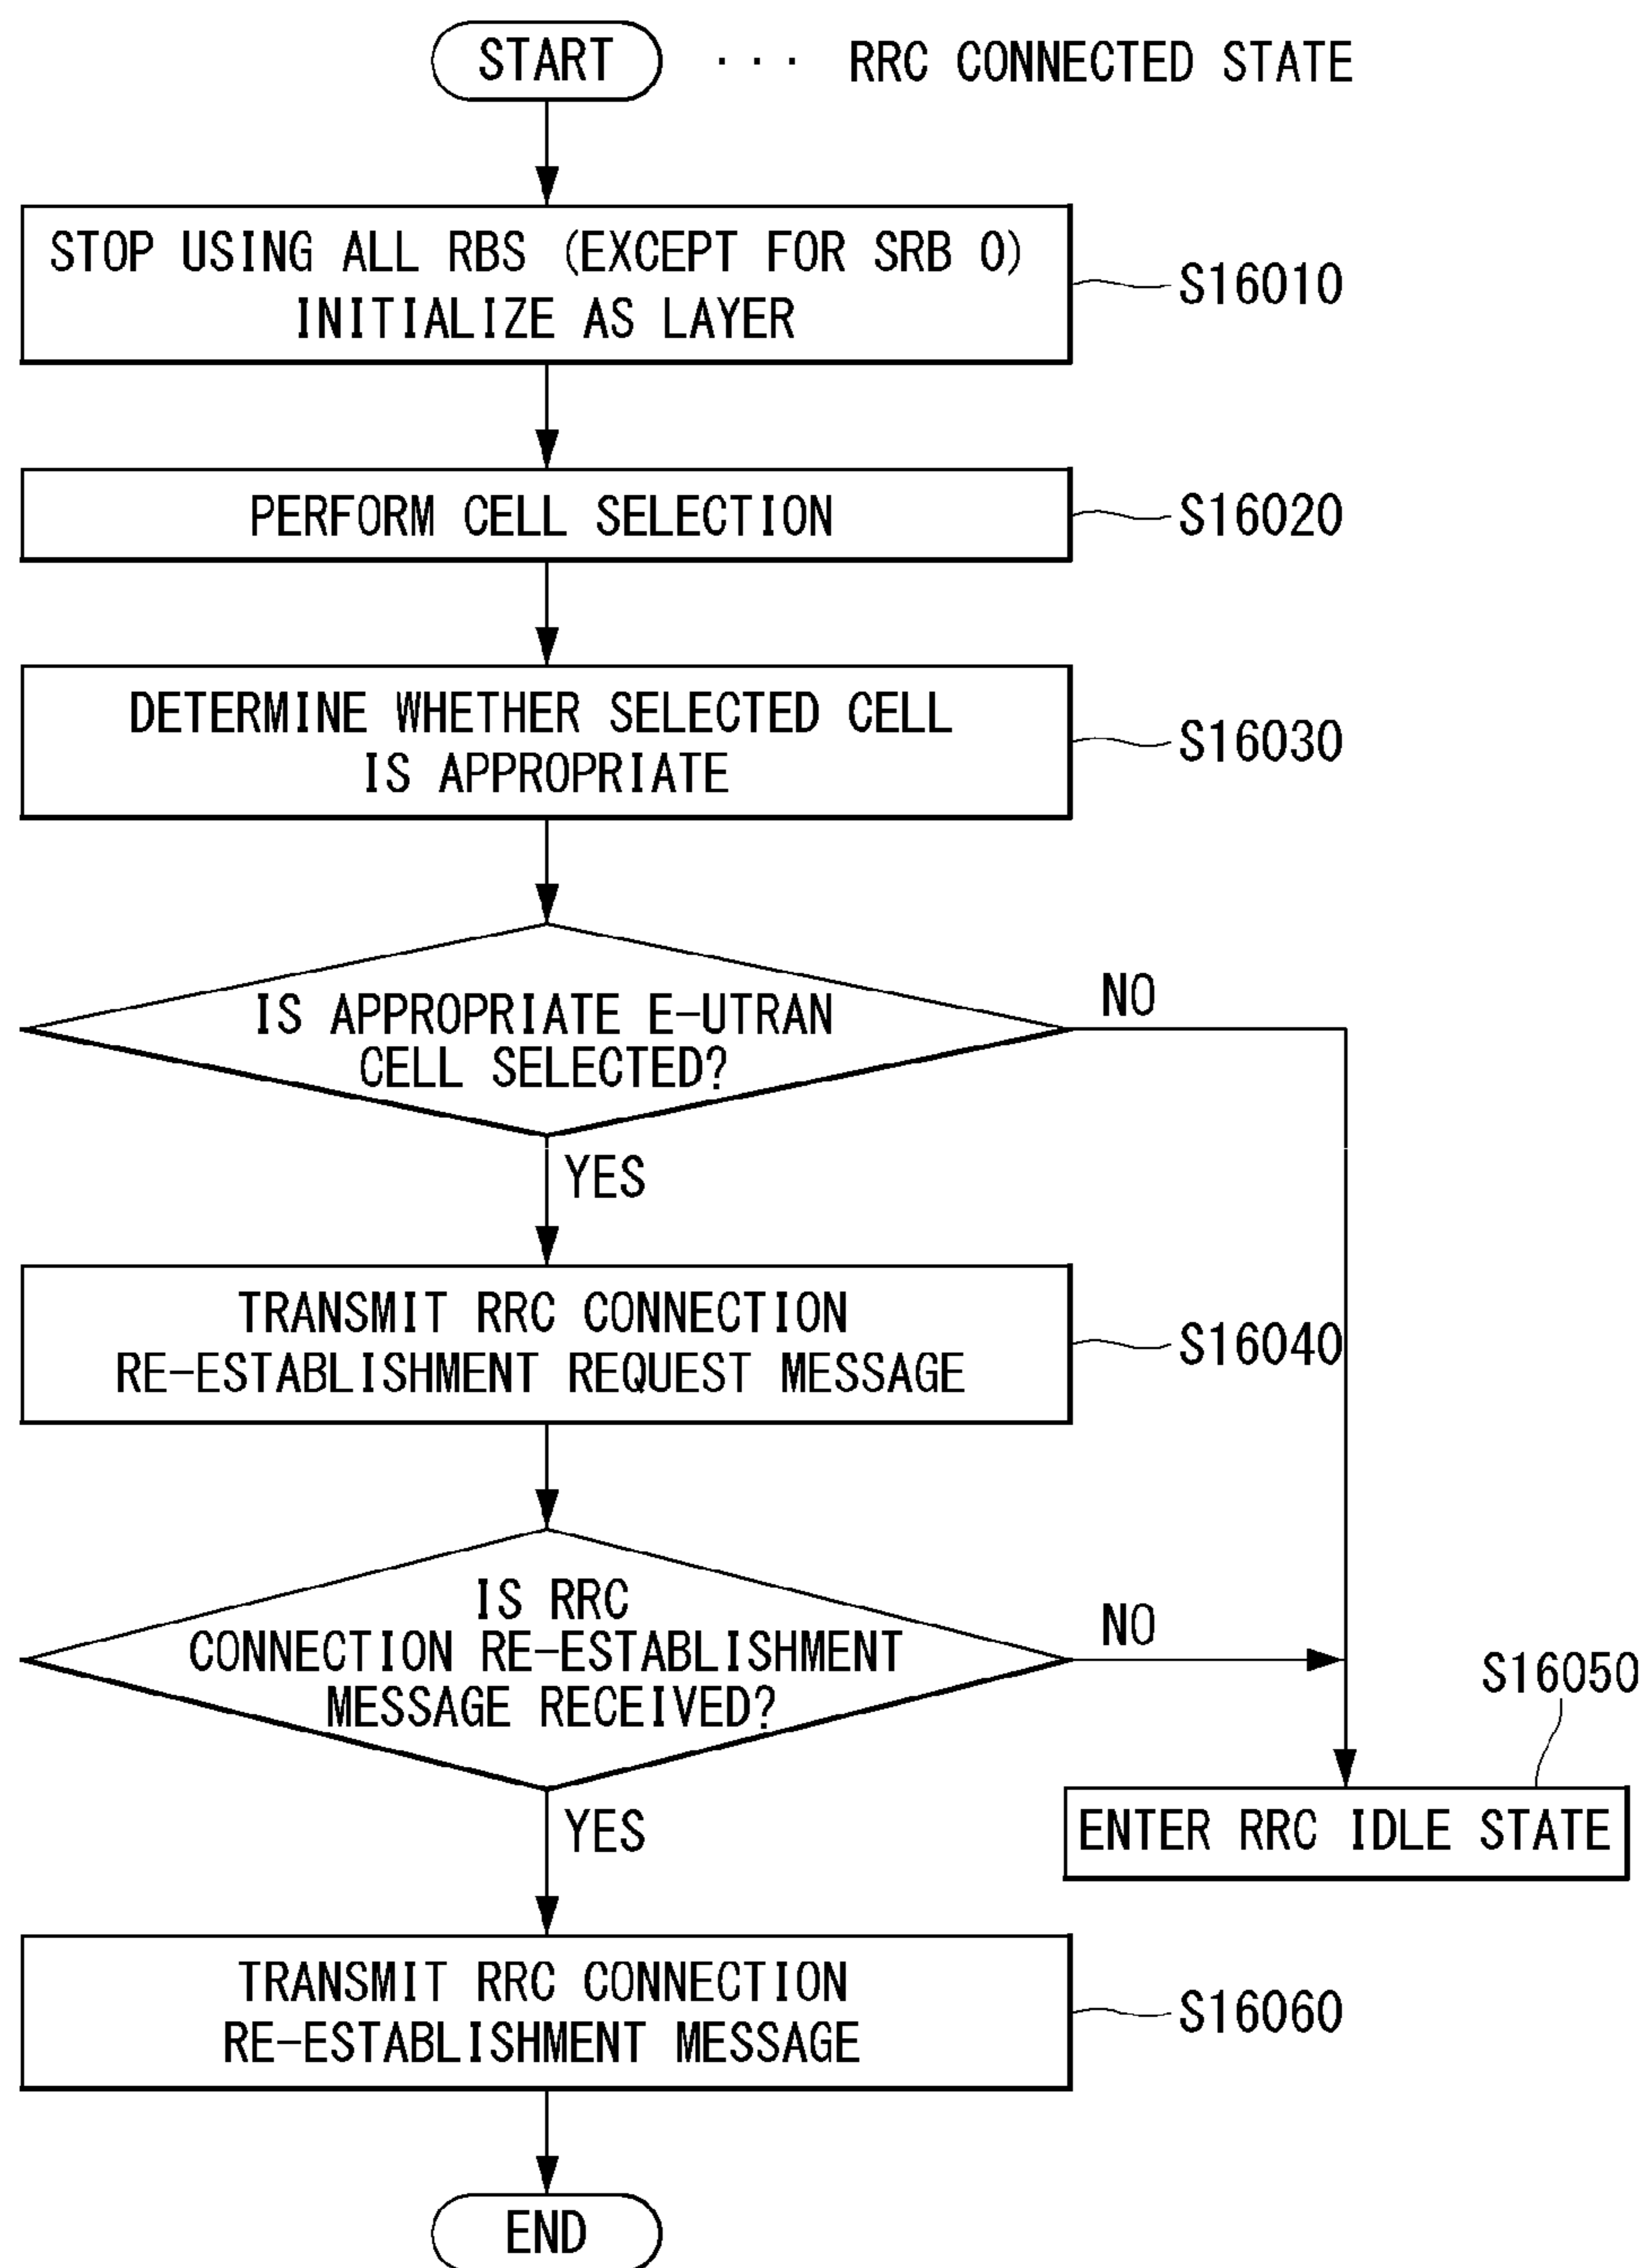 START ... RRC CONNECTED STATE
STOP USING ALL RBS (EXCEPT FOR SRB 0)
INITIALIZE AS LAYER
S16010
PERFORM CELL SELECTION
S16020
DETERMINE WHETHER SELECTED CELL
IS APPROPRIATE
S16030
IS APPROPRIATE E-UTRAN
CELL SELECTED?
NO
YES
TRANSMIT RRC CONNECTION
RE-ESTABLISHMENT REQUEST MESSAGE
S16040
IS RRC
CONNECTION RE-ESTABLISHMENT
MESSAGE RECEIVED?
NO
S16050
YES
ENTER RRC IDLE STATE
TRANSMIT RRC CONNECTION
RE-ESTABLISHMENT MESSAGE
S16060
END